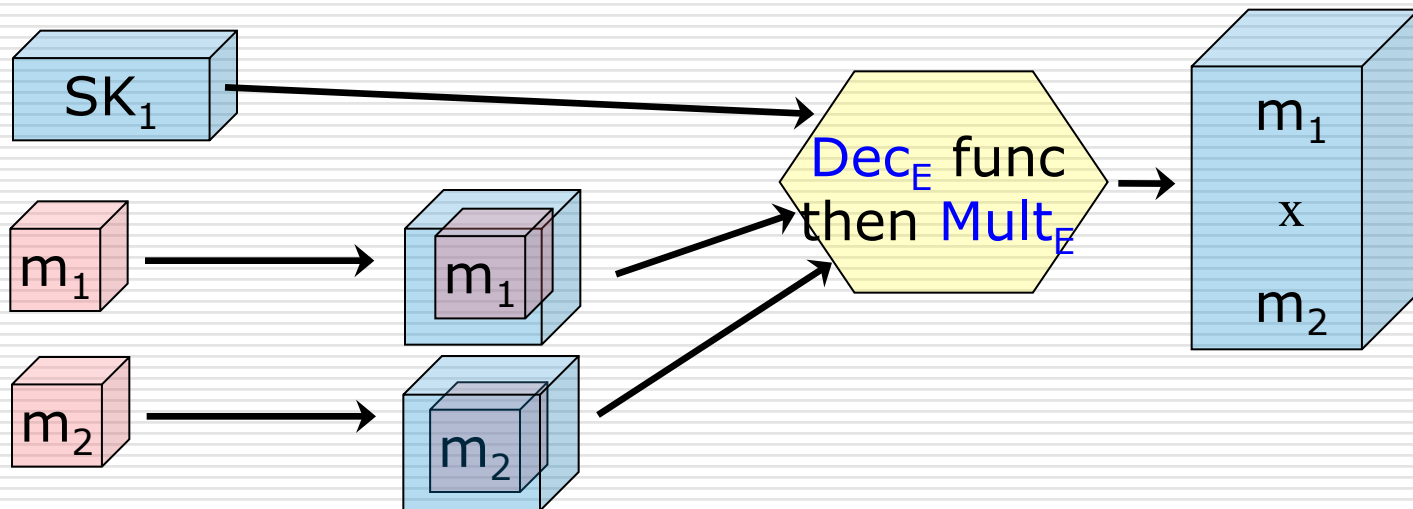 SK₁
m₁
m₁
m₂
m₂
Dec_E func
then Mult_E
m₁
x
m₂